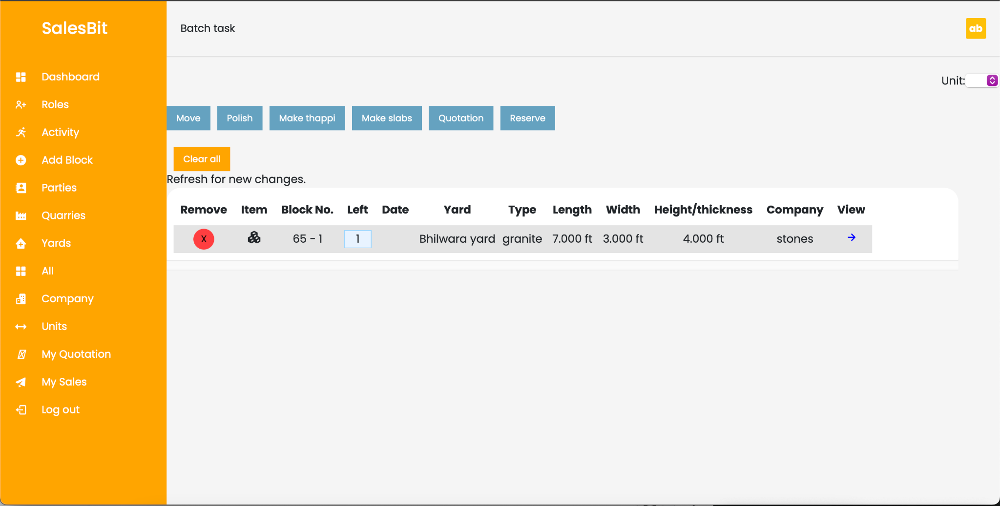 SalesBit
Dashboard
Roles
Activity
Add Block
Parties
Quarries
Yards
All
Company
Units
My Quotation
My Sales
Log out
Batch task
ab
Unit:
Move Polish Make thappi Make slabs Quotation Reserve
Clear all
Refresh for new changes.
Remove Item Block No. Left Date Yard Type Length Width Height/thickness Company View
X 65 - 1 1 Bhilwara yard granite 7.000 ft 3.000 ft 4.000 ft stones